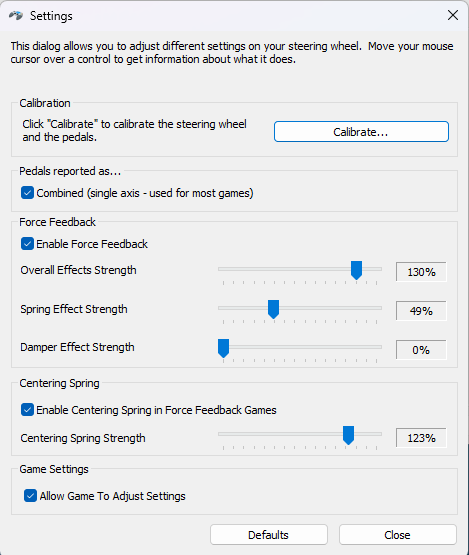 Settings
This dialog allows you to adjust different settings on your steering wheel.  Move your mouse
cursor over a control to get information about what it does.
Calibration
Click "Calibrate" to calibrate the steering wheel
and the pedals.
Calibrate...
Pedals reported as...
Combined (single axis - used for most games)
Force Feedback
Enable Force Feedback
Overall Effects Strength
130%
Spring Effect Strength
49%
Damper Effect Strength
0%
Centering Spring
Enable Centering Spring in Force Feedback Games
Centering Spring Strength
123%
Game Settings
Allow Game To Adjust Settings
Defaults
Close